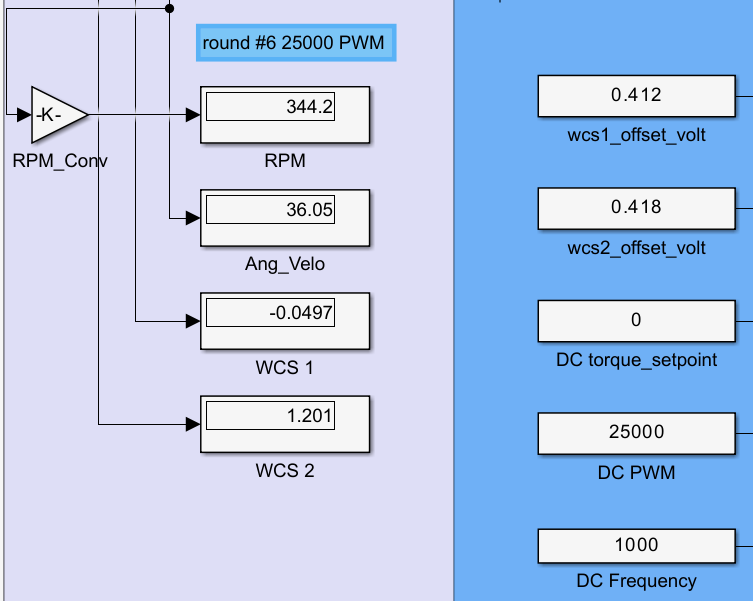 round #6 25000 PWM
-K-
RPM_Conv
344.2
RPM
36.05
Ang_Velo
-0.0497
WCS 1
1.201
WCS 2
0.412
wcs1_offset_volt
0.418
wcs2_offset_volt
0
DC torque_setpoint
25000
DC PWM
1000
DC Frequency